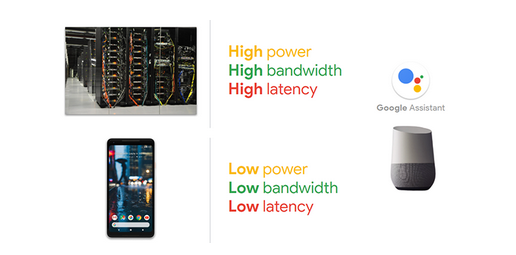 High power
High bandwidth
High latency
Google Assistant
Low power
Low bandwidth
Low latency